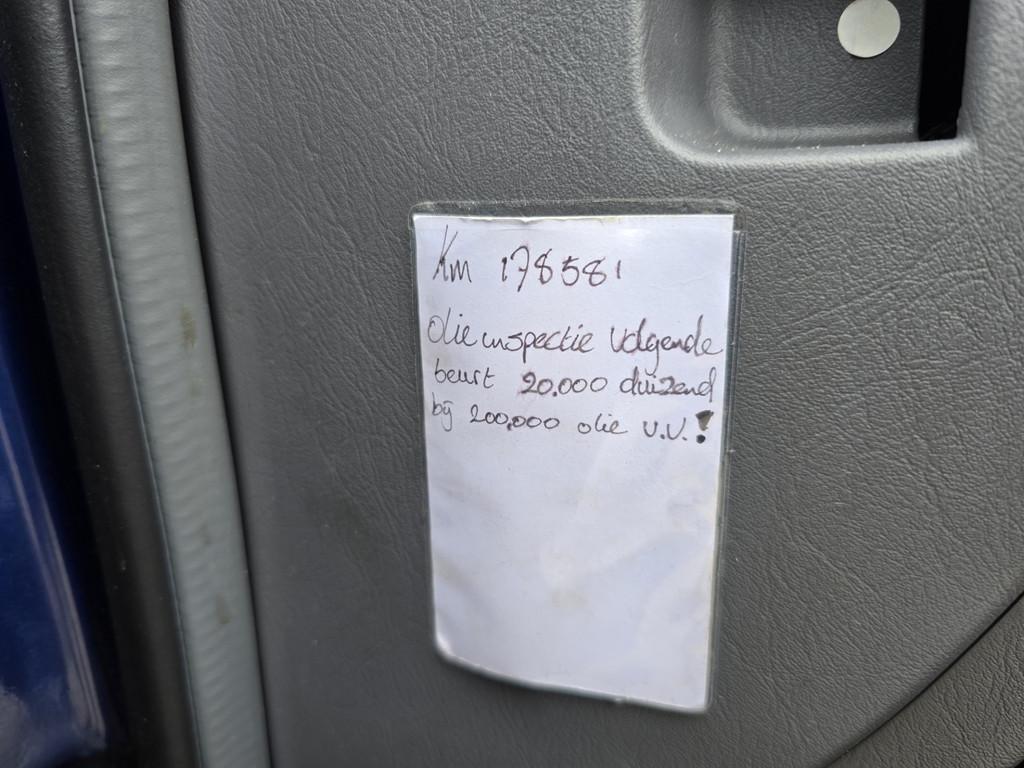 Km 178581
olie inspectie volgende
beurt 20.000 duizend
bij 200.000 olie v.v.!